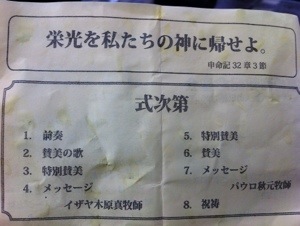 栄光を私たちの神に帰せよ。
申命記32章3節
式次第
1. 前奏
2. 賛美の歌
3. 特別賛美
4. メッセージ
イザヤ木原真牧師
5. 特別賛美
6. 賛美
7. メッセージ
パウロ秋元牧師
8. 祝祷